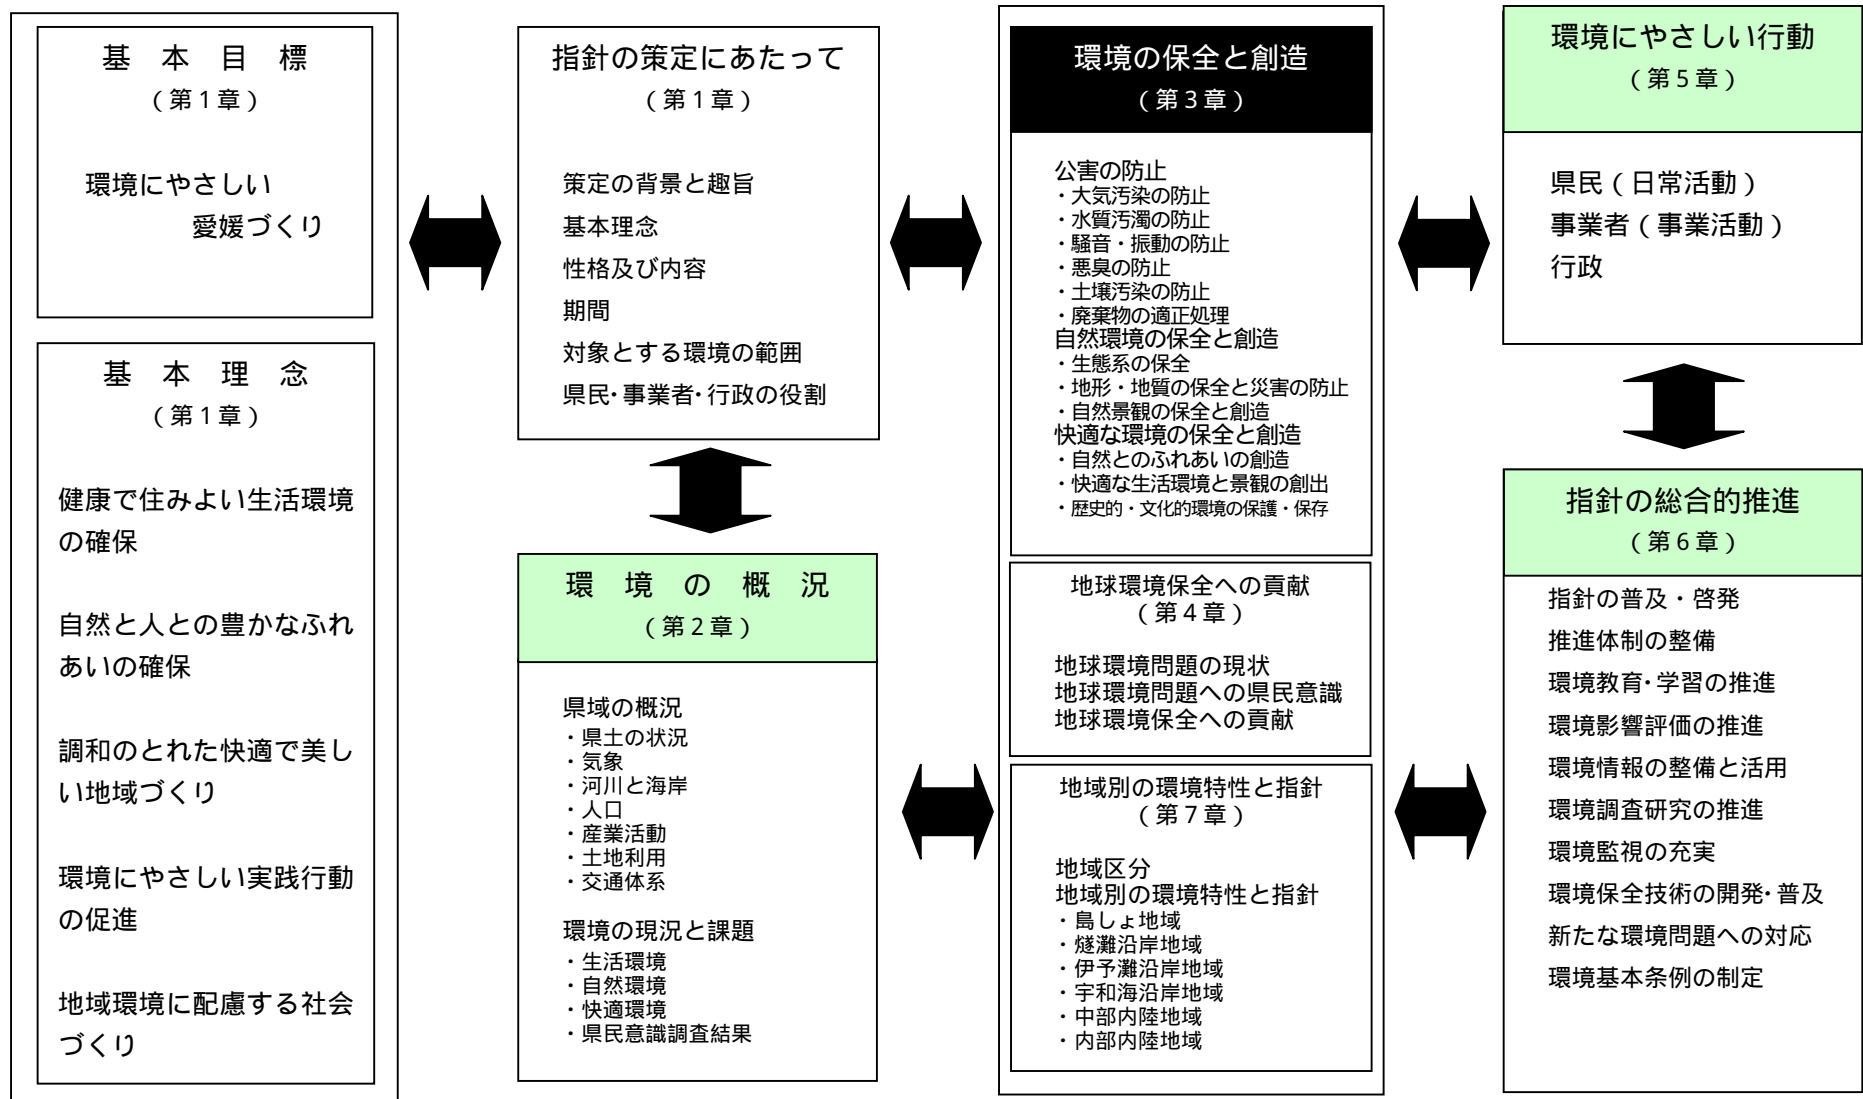 基 本 目 標
(第1章)
環境にやさしい
愛媛づくり
基 本 理 念
(第1章)
健康で住みよい生活環境
の確保
自然と人との豊かなふれ
あいの確保
調和のとれた快適で美し
い地域づくり
環境にやさしい実践行動
の促進
地域環境に配慮する社会
づくり
指針の策定にあたって
(第1章)
策定の背景と趣旨
基本理念
性格及び内容
期間
対象とする環境の範囲
県民・事業者・行政の役割
環 境 の 概 況
(第2章)
県域の概況
・県土の状況
・気象
・河川と海岸
・人口
・産業活動
・土地利用
・交通体系
環境の現況と課題
・生活環境
・自然環境
・快適環境
・県民意識調査結果
環境の保全と創造
(第3章)
公害の防止
・大気汚染の防止
・水質汚濁の防止
・騒音・振動の防止
・悪臭の防止
・土壌汚染の防止
・廃棄物の適正処理
自然環境の保全と創造
・生態系の保全
・地形・地質の保全と災害の防止
・自然景観の保全と創造
快適な環境の保全と創造
・自然とのふれあいの創造
・快適な生活環境と景観の創出
・歴史的・文化的環境の保護・保存
地球環境保全への貢献
(第4章)
地球環境問題の現状
地球環境問題への県民意識
地球環境保全への貢献
地域別の環境特性と指針
(第7章)
地域区分
地域別の環境特性と指針
・島しょ地域
・燧灘沿岸地域
・伊予灘沿岸地域
・宇和海沿岸地域
・中部内陸地域
・内部内陸地域
環境にやさしい行動
(第5章)
県民(日常活動)
事業者(事業活動)
行政
指針の総合的推進
(第6章)
指針の普及・啓発
推進体制の整備
環境教育・学習の推進
環境影響評価の推進
環境情報の整備と活用
環境調査研究の推進
環境監視の充実
環境保全技術の開発・普及
新たな環境問題への対応
環境基本条例の制定